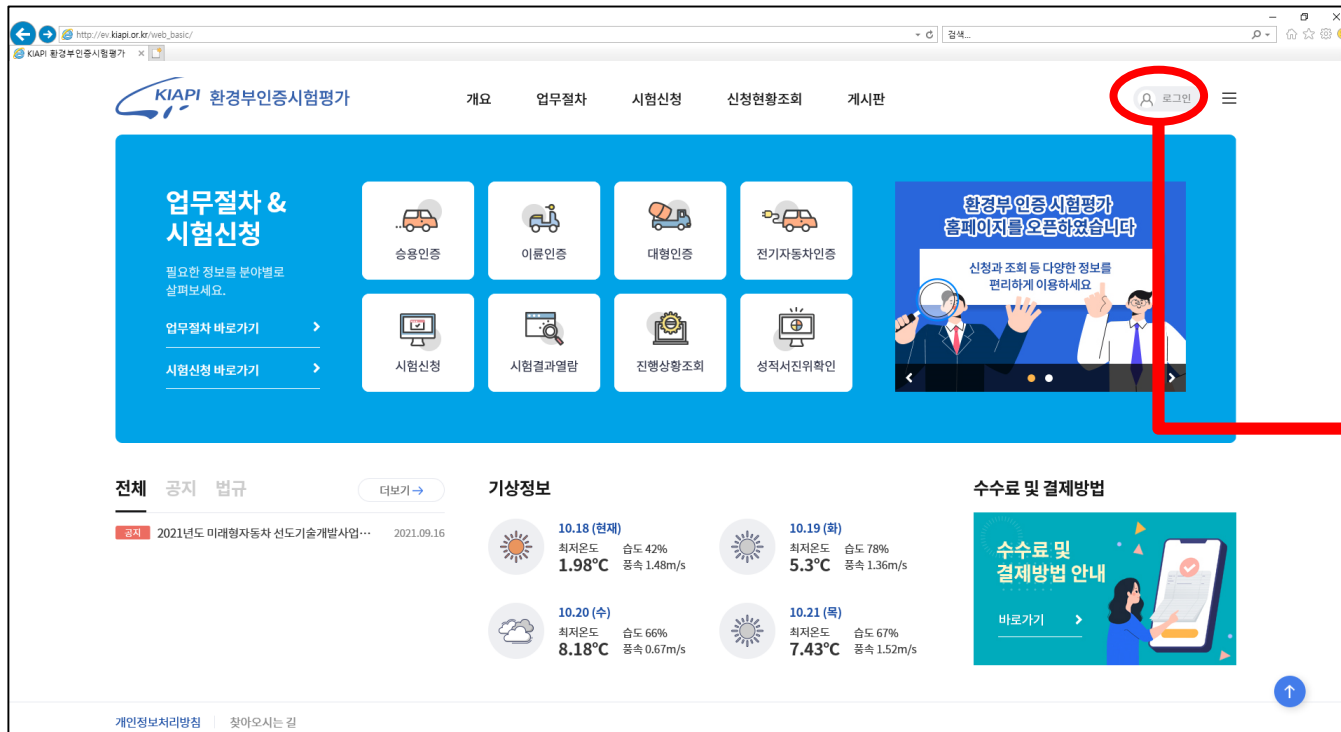 http://ev.kiapi.or.kr/web_basic/
검색...
KIAPI 환경부인증시험평가
KIAPI 환경부인증시험평가
개요 업무절차 시험신청 신청현황조회 게시판
로그인
업무절차 &
시험신청
필요한 정보를 분야별로
살펴보세요.
업무절차 바로가기
시험신청 바로가기
승용인증
이륜인증
대형인증
전기자동차인증
시험신청
시험결과열람
진행상황조회
성적서진위확인
환경부 인증 시험평가
홈페이지를 오픈하였습니다
신청과 조회 등 다양한 정보를
편리하게 이용하세요
전체 공지 법규
더보기→
공지 2021년도 미래형자동차 선도기술개발사업… 2021.09.16
기상정보
10.18 (현재)
최저온도 습도 42%
1.98℃ 풍속 1.48m/s
10.19 (화)
최저온도 습도 78%
5.3℃ 풍속 1.36m/s
10.20 (수)
최저온도 습도 66%
8.18℃ 풍속 0.67m/s
10.21 (목)
최저온도 습도 67%
7.43℃ 풍속 1.52m/s
수수료 및 결제방법
수수료 및
결제방법 안내
바로가기
개인정보처리방침 찾아오시는 길